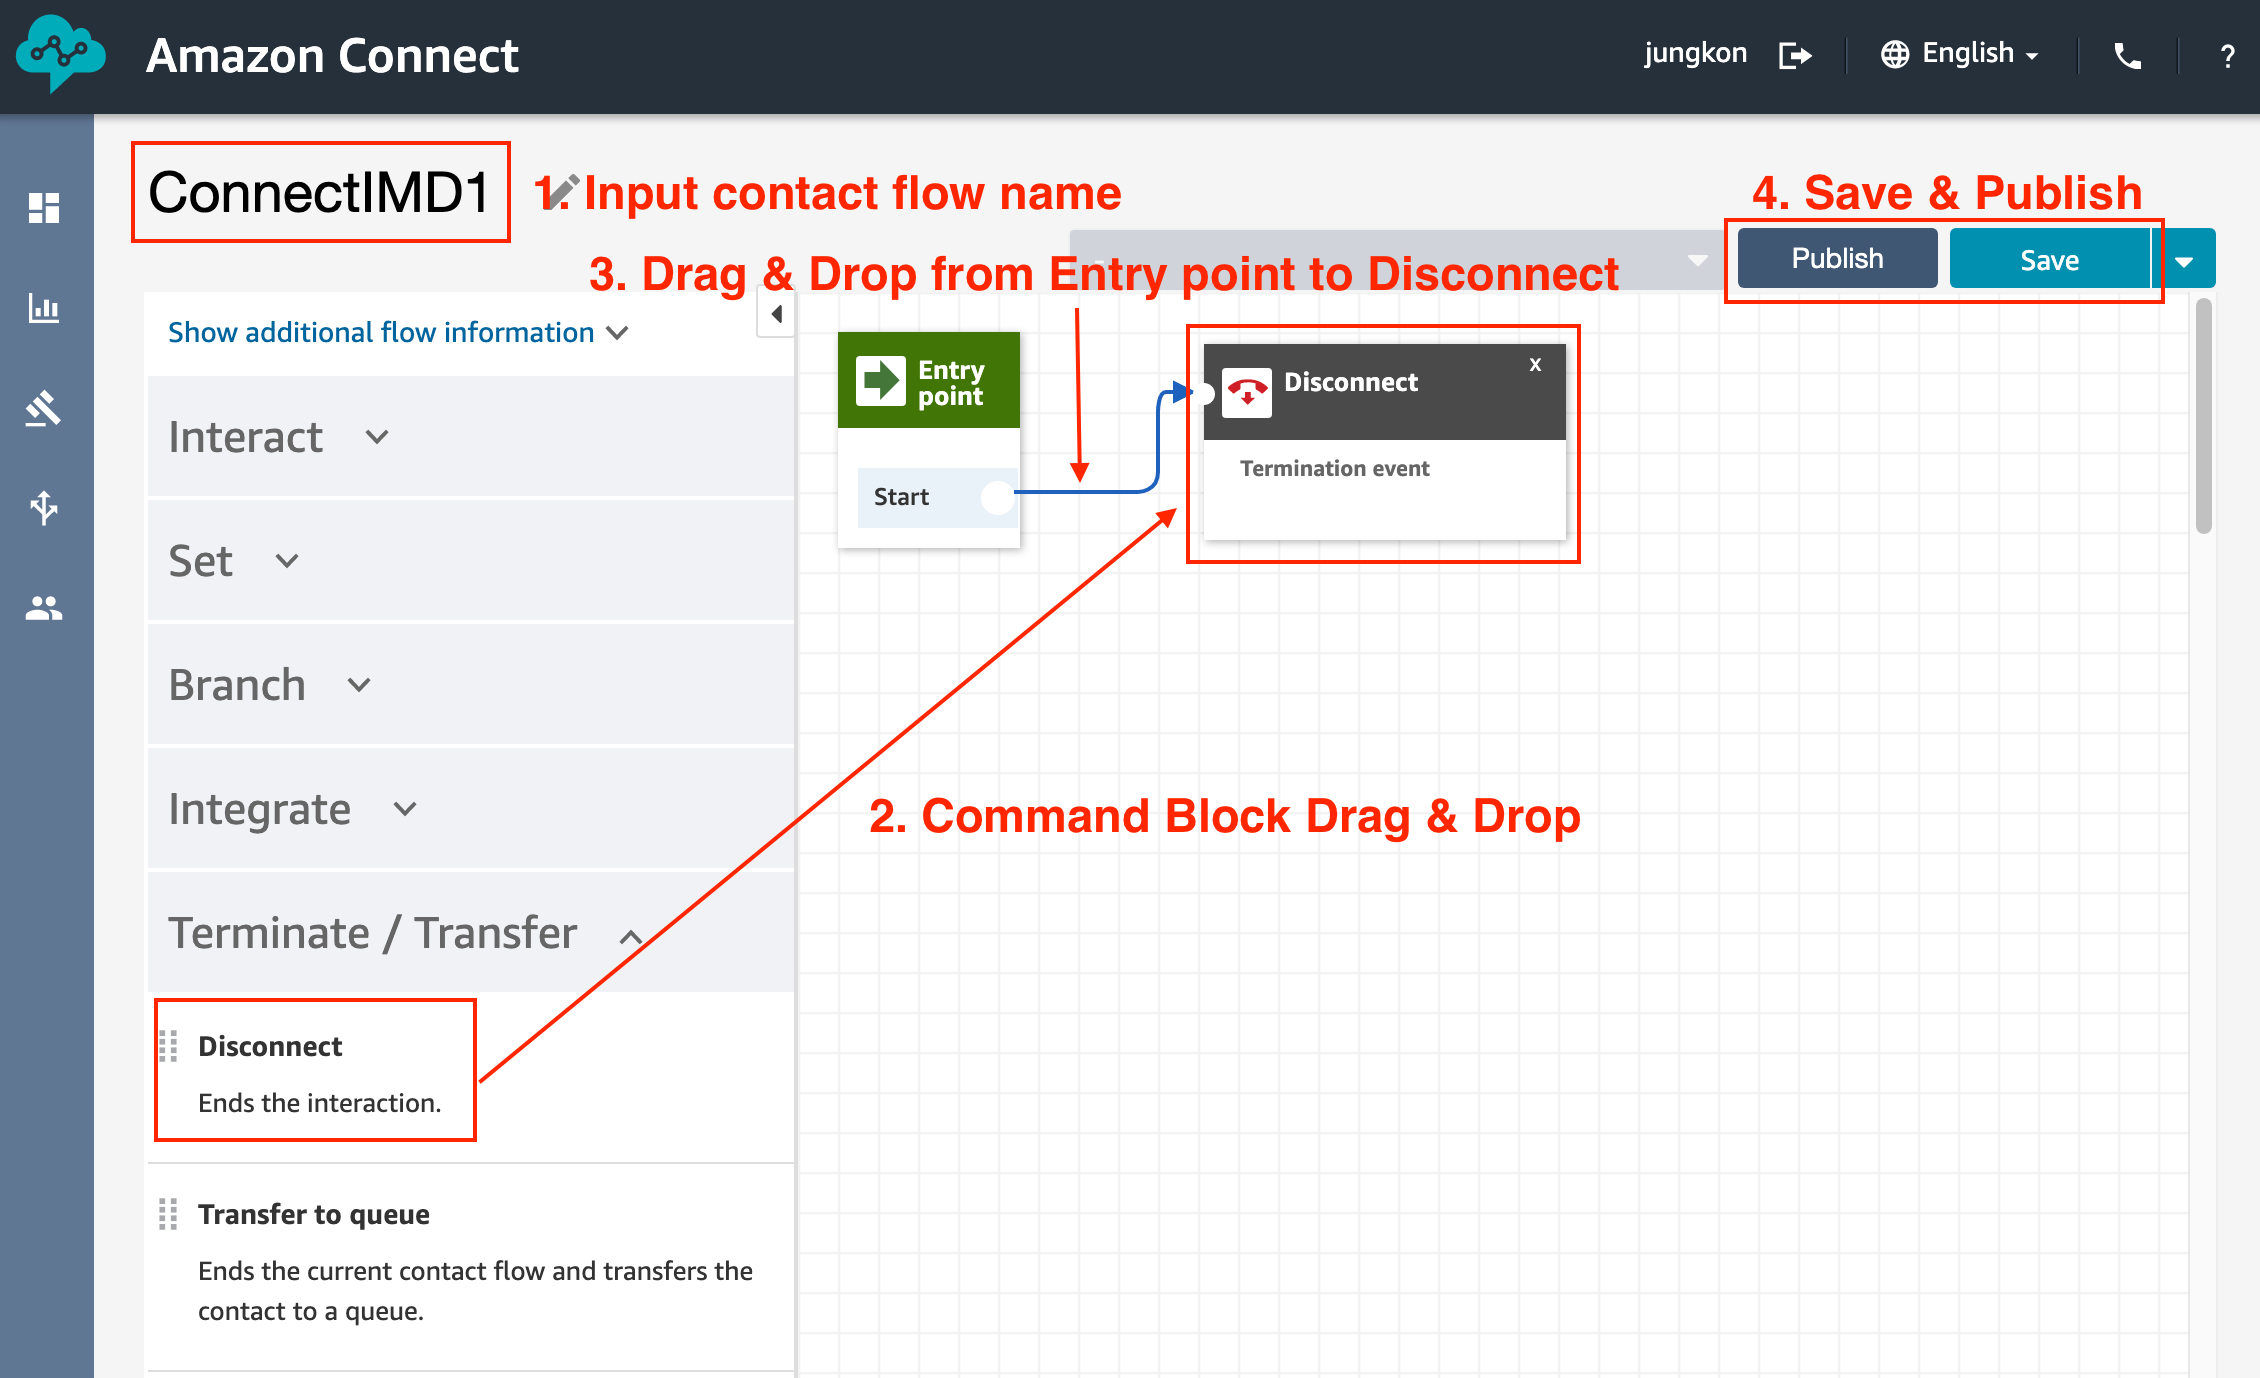 Amazon Connect
jungkon
English
?
ConnectIMD1
1. Input contact flow name
4. Save & Publish
3. Drag & Drop from Entry point to Disconnect
Publish
Save
Show additional flow information
Entry
point
Start
Disconnect
x
Termination event
Interact
Set
Branch
Integrate
2. Command Block Drag & Drop
Terminate / Transfer
Disconnect
Ends the interaction.
Transfer to queue
Ends the current contact flow and transfers the
contact to a queue.